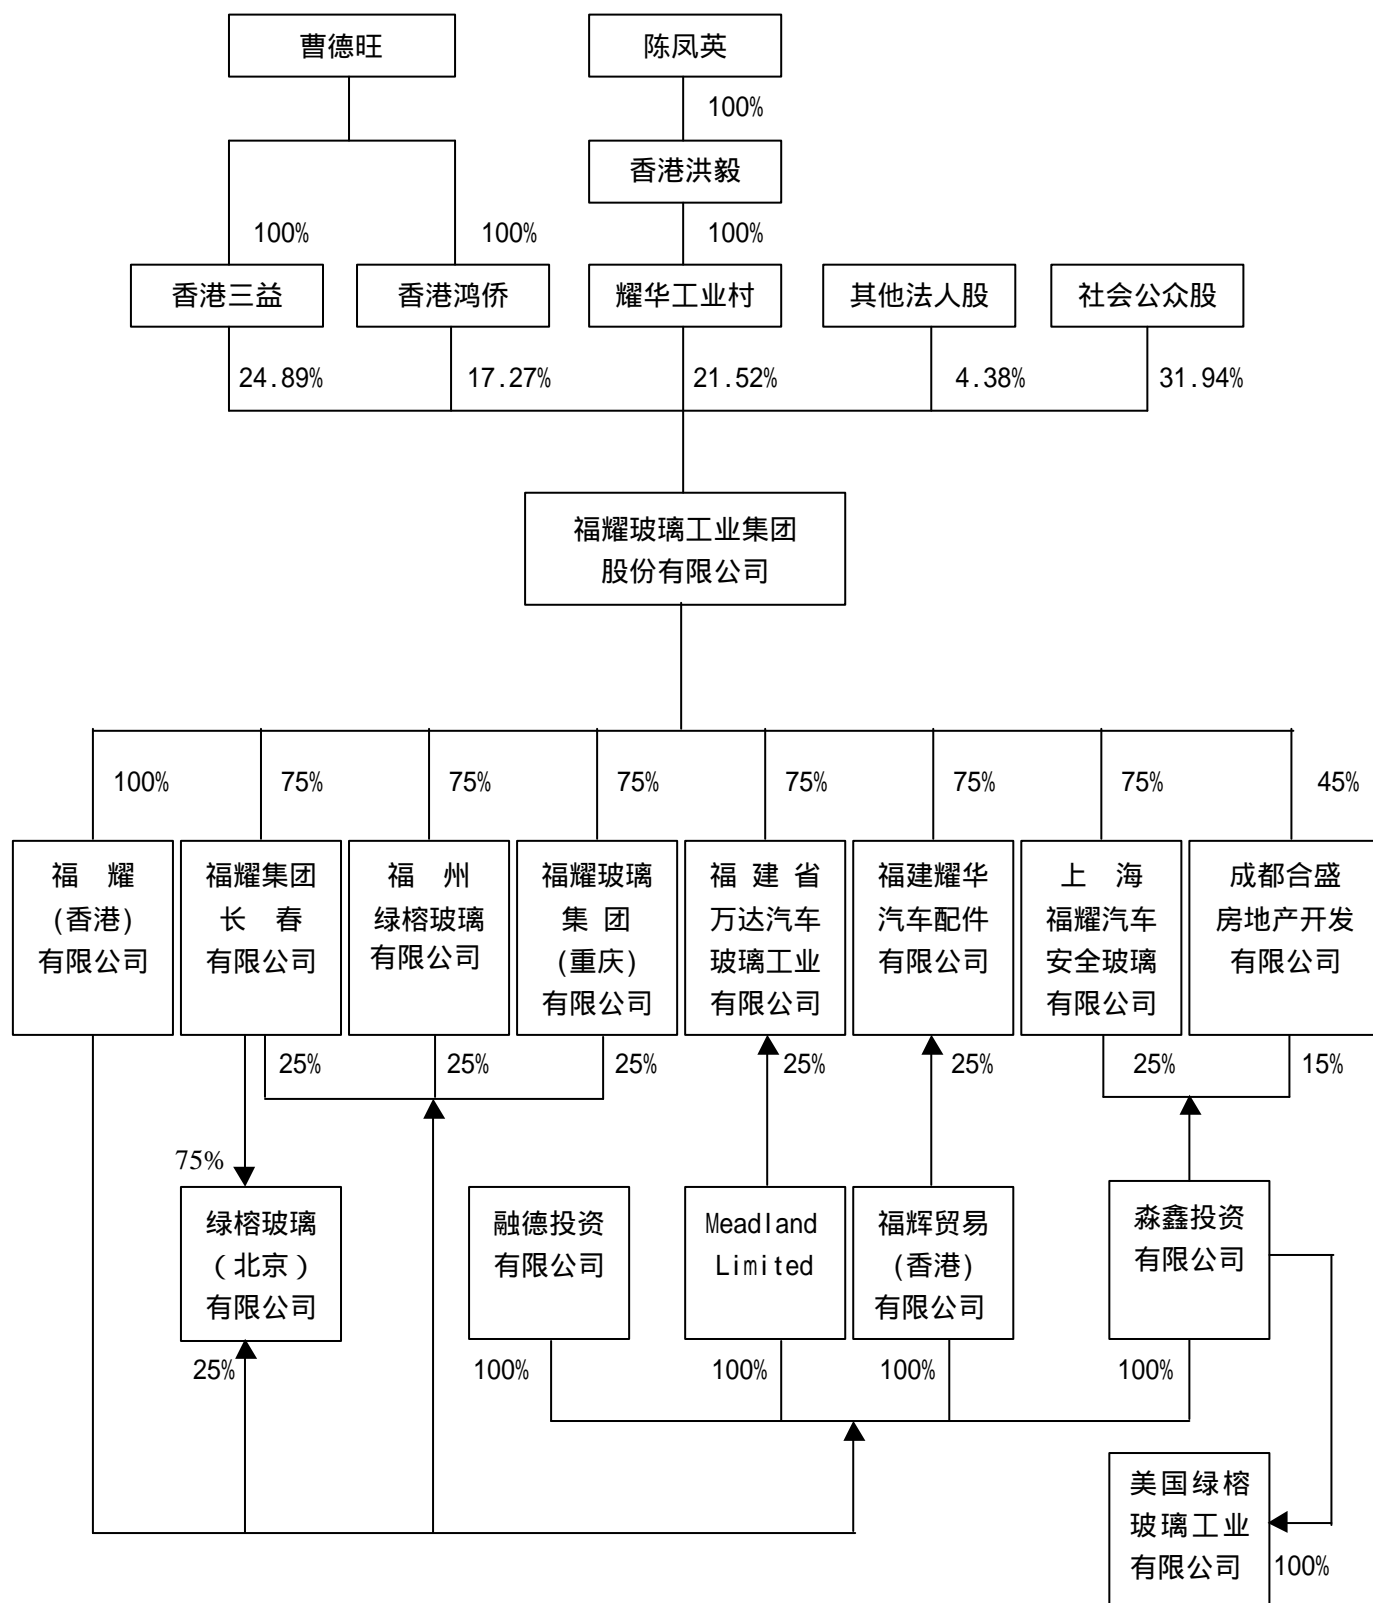 曹德旺
陈凤英
100%
香港洪毅
100%
100%
100%
香港三益
香港鸿侨
耀华工业村
其他法人股
社会公众股
24.89%
17.27%
21.52%
4.38%
31.94%
福耀玻璃工业集团
股份有限公司
100%
75%
75%
75%
75%
75%
75%
45%
福 耀
(香港)
有限公司
福耀集团
长 春
有限公司
福 州
绿榕玻璃
有限公司
福耀玻璃
集 团
(重庆)
有限公司
福 建 省
万达汽车
玻璃工业
有限公司
福建耀华
汽车配件
有限公司
上 海
福耀汽车
安全玻璃
有限公司
成都合盛
房地产开发
有限公司
25%
25%
25%
25%
25%
25%
15%
75%
绿榕玻璃
（北京）
有限公司
融德投资
有限公司
Meadland
Limited
福辉贸易
(香港)
有限公司
淼鑫投资
有限公司
25%
100%
100%
100%
100%
美国绿榕
玻璃工业
有限公司
100%